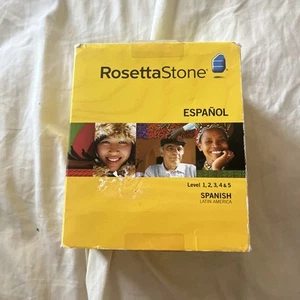 RosettaStone
ESPAÑOL
Level 1, 2, 3, 4 & 5
SPANISH
LATIN AMERICA